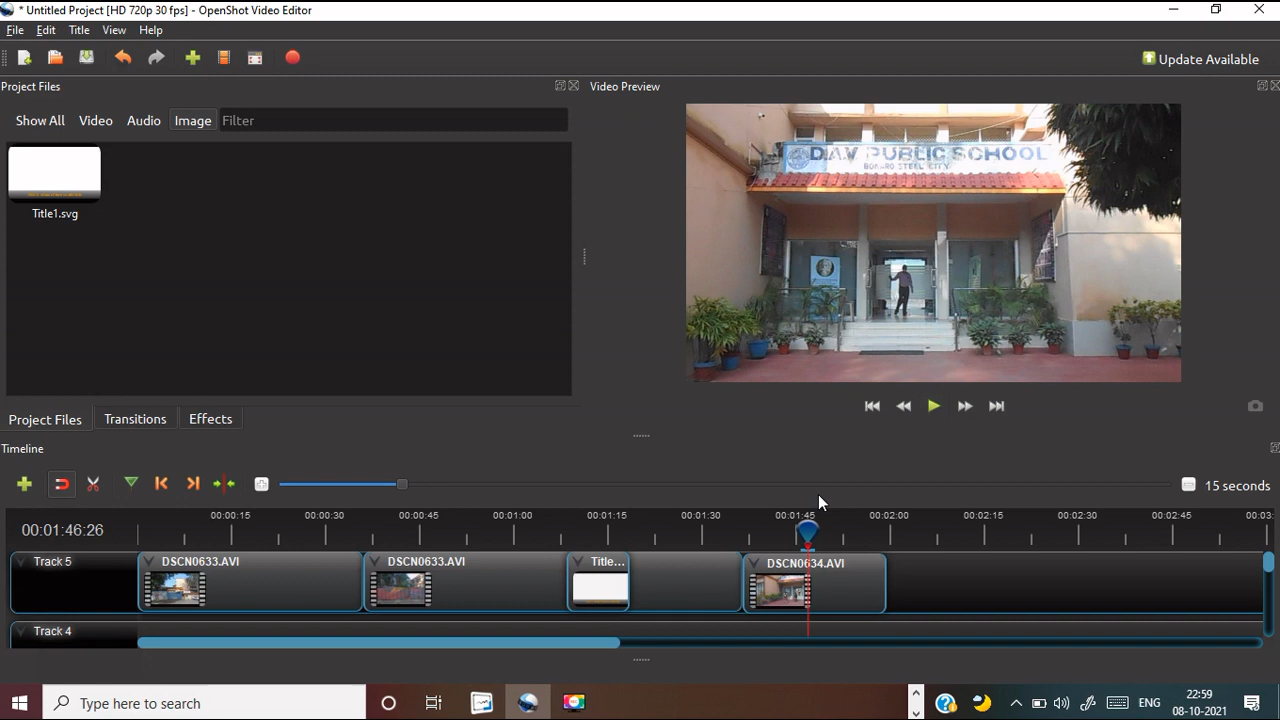 * Untitled Project [HD 720p 30 fps] - OpenShot Video Editor
File Edit Title View Help
Update Available
Project Files
Video Preview
Show All Video Audio Image Filter
Title1.svg
D.A.V PUBLIC SCHOOL
BOKARO STEEL CITY
Project Files Transitions Effects
Timeline
15 seconds
00:01:46:26
00:00:15 00:00:30 00:00:45 00:01:00 00:01:15 00:01:30 00:01:45 00:02:00 00:02:15 00:02:30 00:02:45 00:03:
Track 5
DSCN0633.AVI DSCN0633.AVI Title... DSCN0634.AVI
Track 4
Type here to search
ENG
22:59
08-10-2021